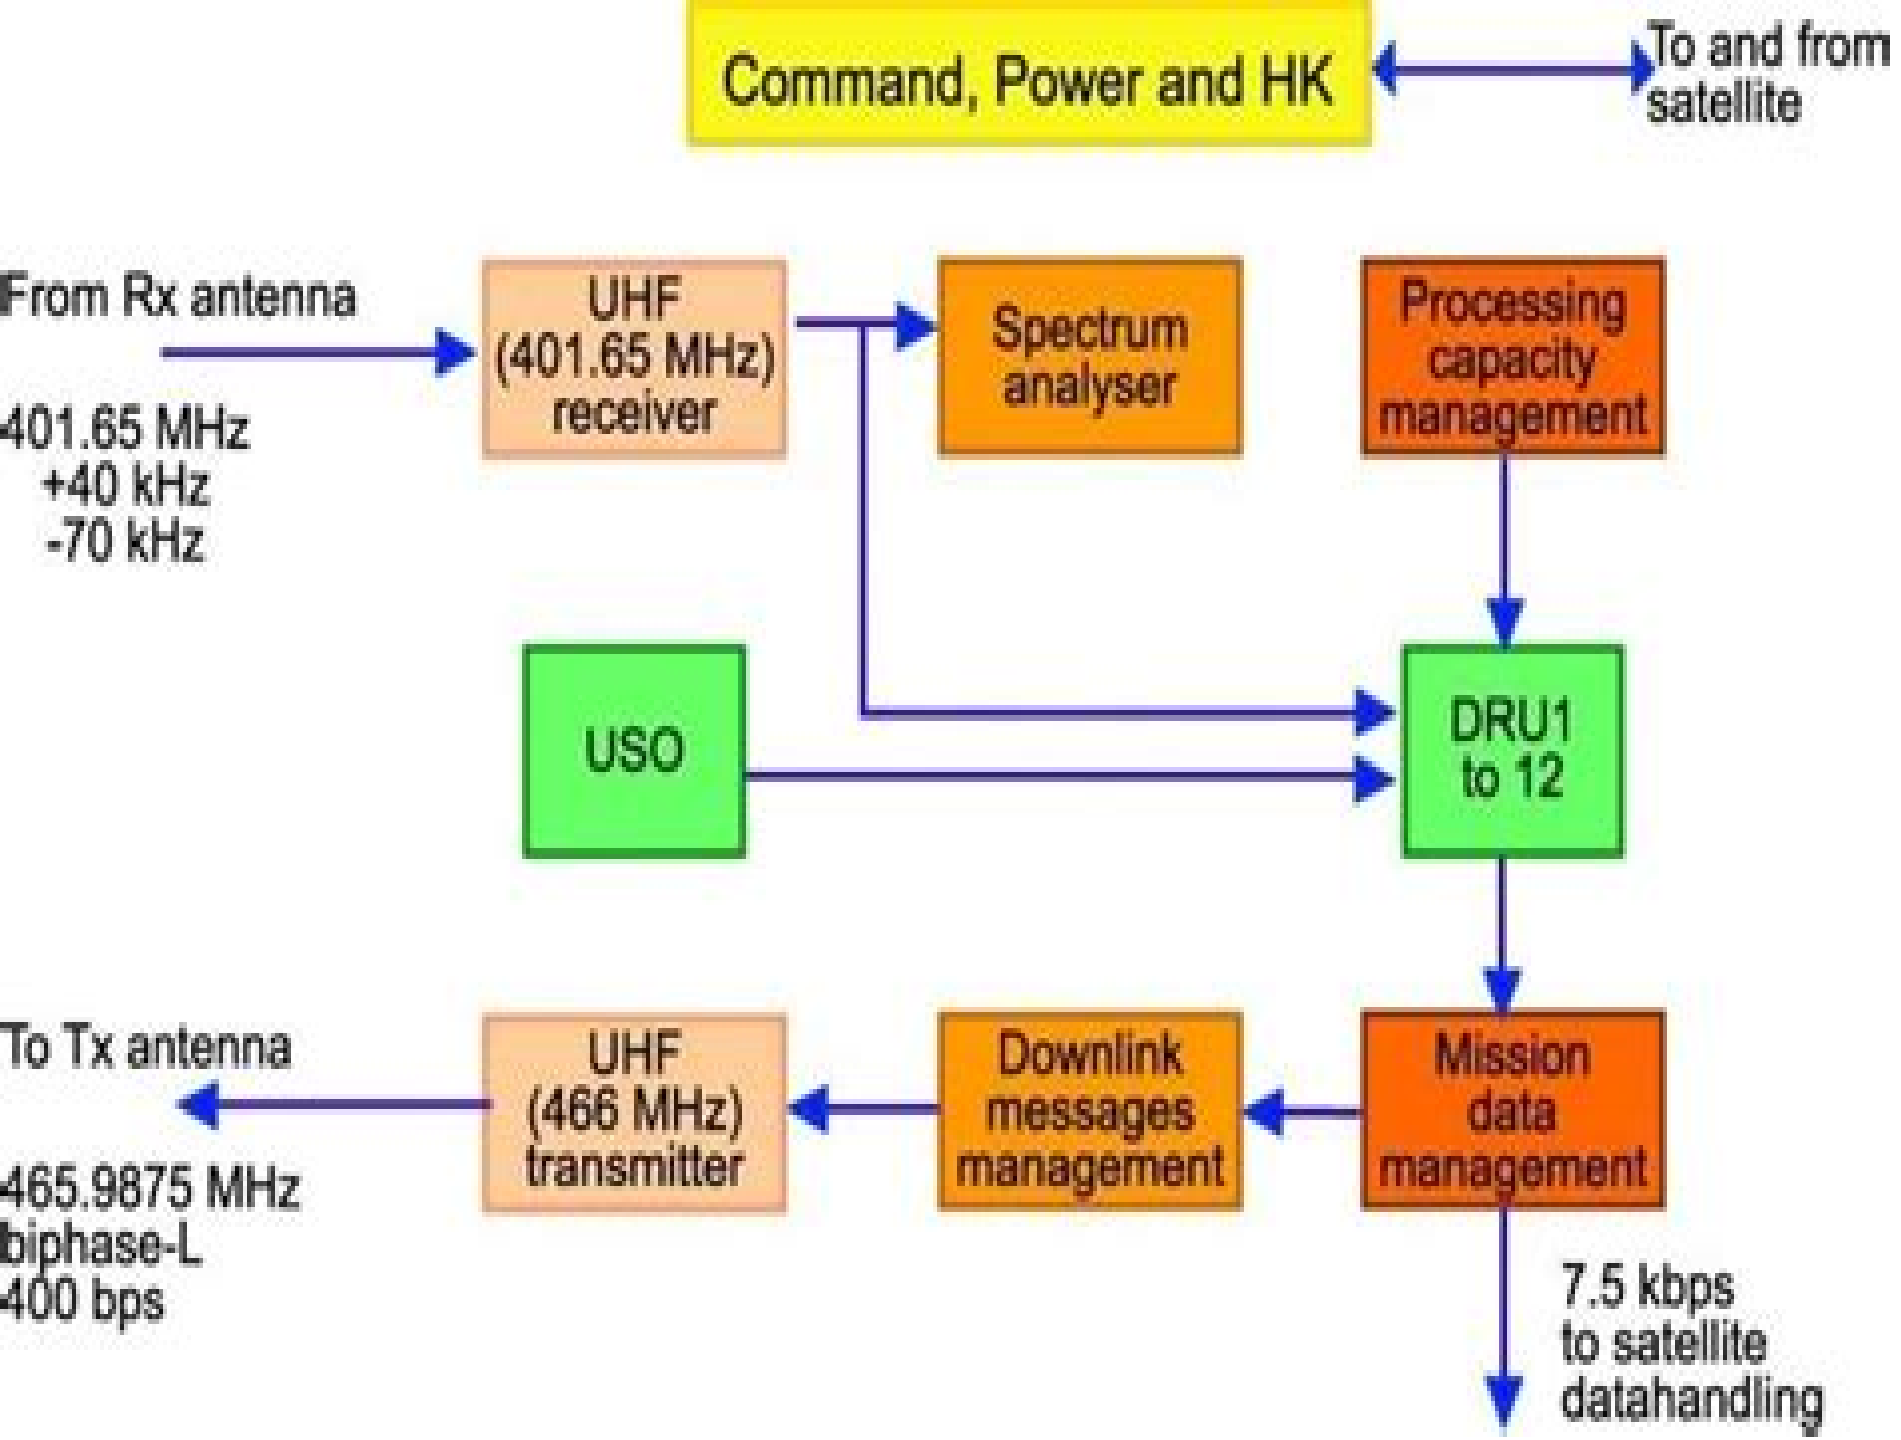 Command, Power and HK
To and from
satellite
From Rx antenna
401.65 MHz
+40 kHz
-70 kHz
UHF
(401.65 MHz)
receiver
Spectrum
analyser
Processing
capacity
management
USO
DRU1
to 12
To Tx antenna
465.9875 MHz
biphase-L
400 bps
UHF
(466 MHz)
transmitter
Downlink
messages
management
Mission
data
management
7.5 kbps
to satellite
datahandling